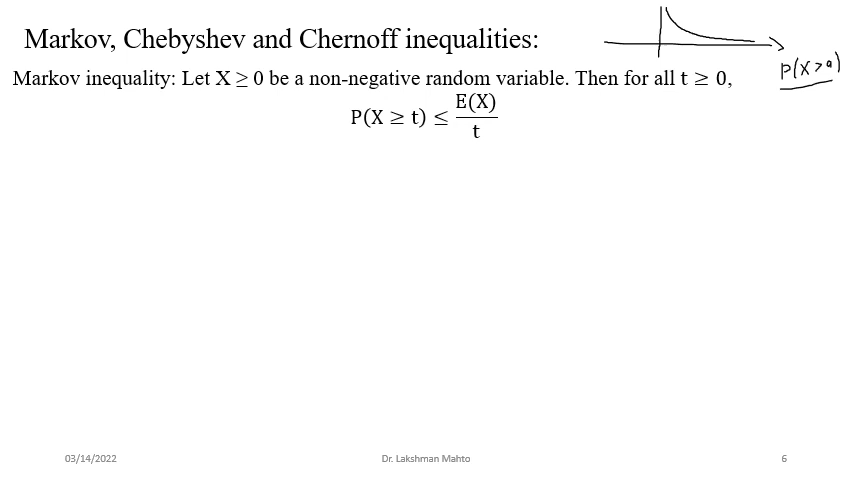 Markov, Chebyshev and Chernoff inequalities:
P(X > a)
Markov inequality: Let X ≥ 0 be a non-negative random variable. Then for all t ≥ 0,
P(X ≥ t) ≤ E(X)/t
03/14/2022 Dr. Lakshman Mahto 6